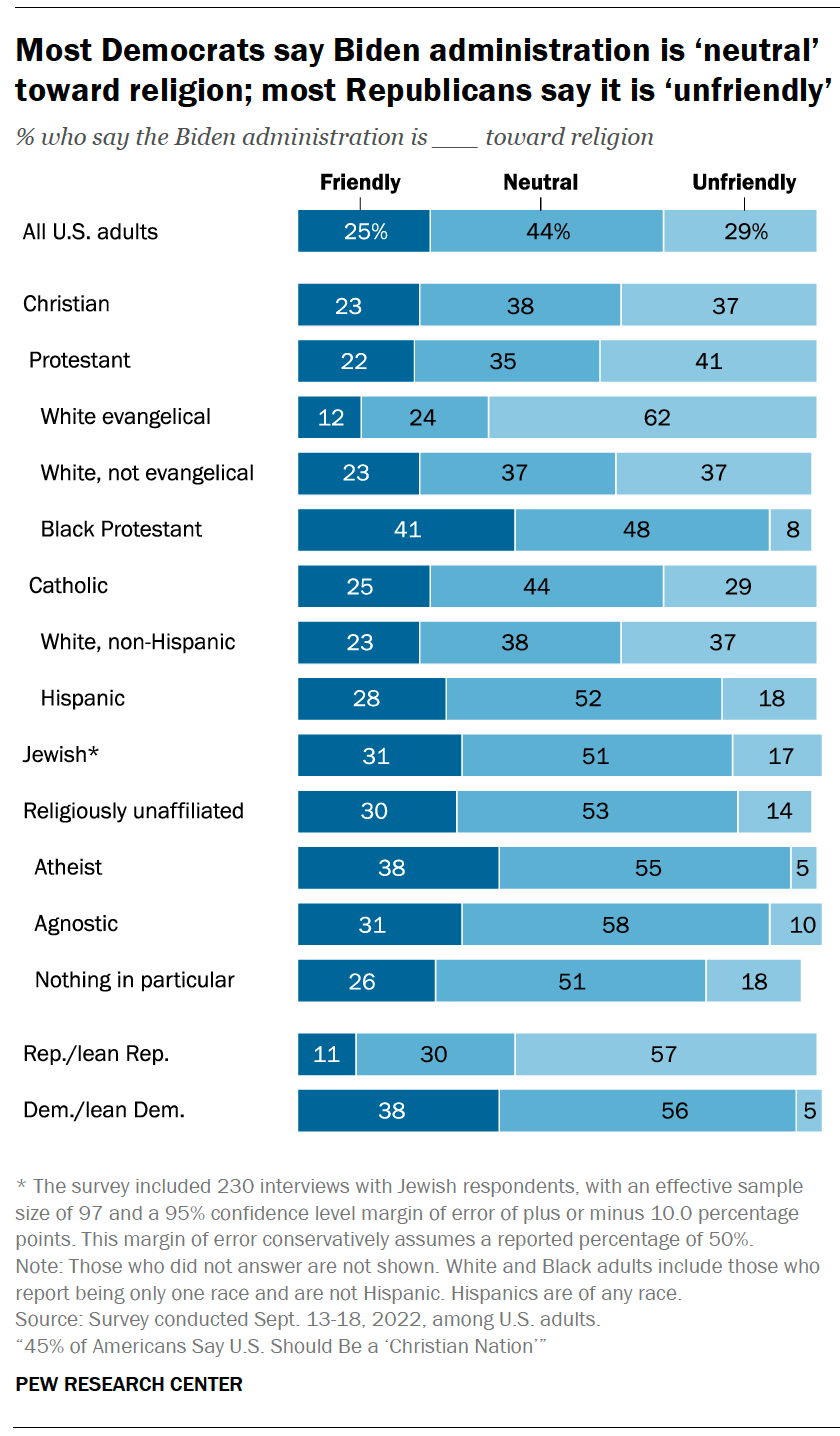 Most Democrats say Biden administration is ‘neutral’
toward religion; most Republicans say it is ‘unfriendly’
% who say the Biden administration is ___ toward religion
Friendly Neutral Unfriendly
All U.S. adults 25% 44% 29%
Christian 23 38 37
Protestant 22 35 41
White evangelical 12 24 62
White, not evangelical 23 37 37
Black Protestant 41 48 8
Catholic 25 44 29
White, non-Hispanic 23 38 37
Hispanic 28 52 18
Jewish* 31 51 17
Religiously unaffiliated 30 53 14
Atheist 38 55 5
Agnostic 31 58 10
Nothing in particular 26 51 18
Rep./lean Rep. 11 30 57
Dem./lean Dem. 38 56 5
* The survey included 230 interviews with Jewish respondents, with an effective sample
size of 97 and a 95% confidence level margin of error of plus or minus 10.0 percentage
points. This margin of error conservatively assumes a reported percentage of 50%.
Note: Those who did not answer are not shown. White and Black adults include those who
report being only one race and are not Hispanic. Hispanics are of any race.
Source: Survey conducted Sept. 13-18, 2022, among U.S. adults.
“45% of Americans Say U.S. Should Be a ‘Christian Nation’”
PEW RESEARCH CENTER